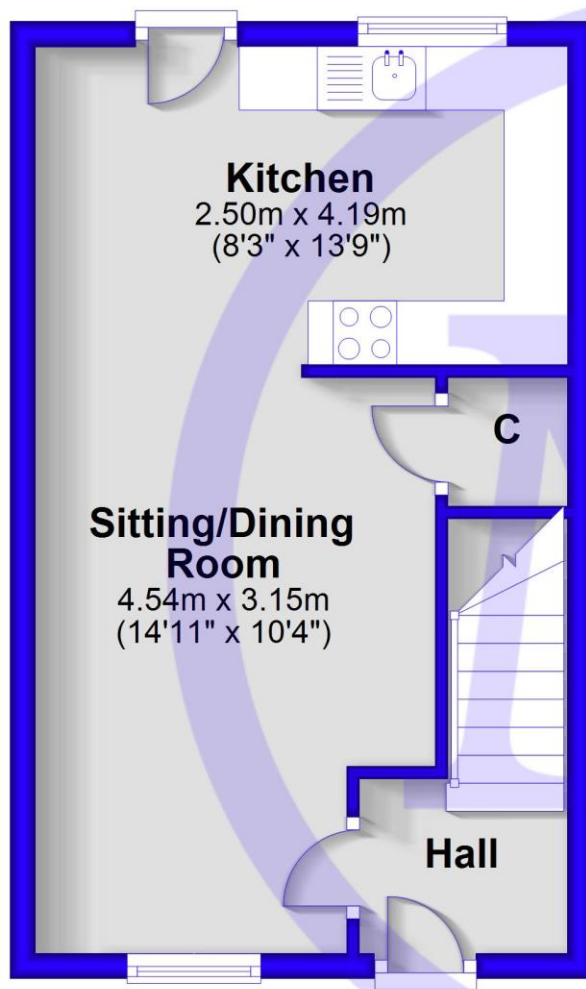 Kitchen
2.50m x 4.19m
(8'3" x 13'9")
C
Sitting/Dining
Room
4.54m x 3.15m
(14'11" x 10'4")
Hall